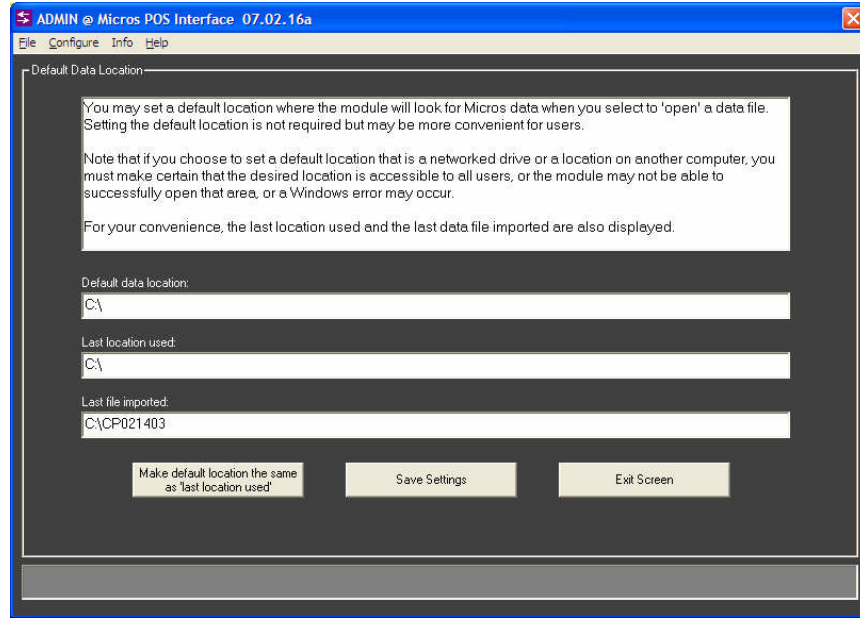 ADMIN @ Micros POS Interface 07.02.16a
File Configure Info Help
Default Data Location
You may set a default location where the module will look for Micros data when you select to 'open' a data file.
Setting the default location is not required but may be more convenient for users.
Note that if you choose to set a default location that is a networked drive or a location on another computer, you
must make certain that the desired location is accessible to all users, or the module may not be able to
successfully open that area, or a Windows error may occur.
For your convenience, the last location used and the last data file imported are also displayed.
Default data location:
C:\
Last location used:
C:\
Last file imported:
C:\CP021403
Make default location the same
as 'last location used'
Save Settings
Exit Screen